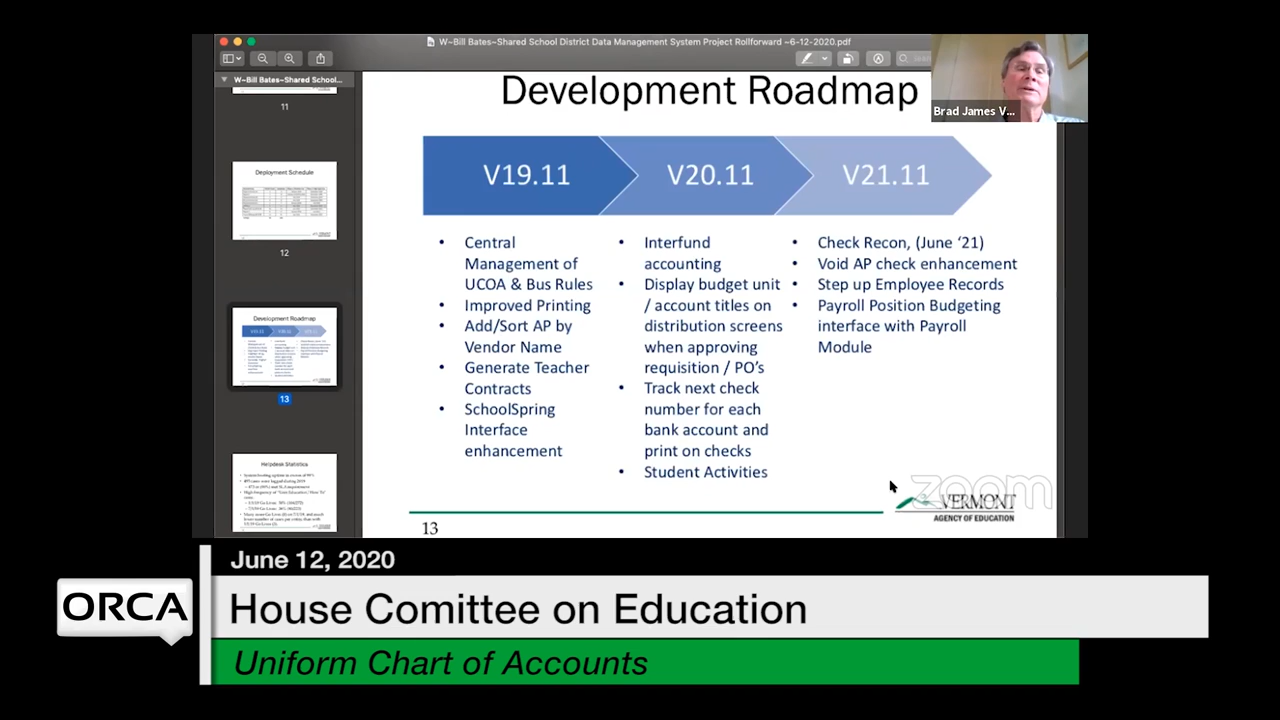 W~Bill Bates~Shared School District Data Management System Project Rollforward ~6-12-2020.pdf
W~Bill Bates~Shared School...
11
Deployment Schedule
12
Development Roadmap
13
Helpdesk Statistics
Development Roadmap
Brad James V...
V19.11
V20.11
V21.11
• Central
Management of
UCOA & Bus Rules
• Improved Printing
• Add/Sort AP by
Vendor Name
• Generate Teacher
Contracts
• SchoolSpring
Interface
enhancement
• Interfund
accounting
• Display budget unit
/ account titles on
distribution screens
when approving
requisition / PO's
• Track next check
number for each
bank account and
print on checks
• Student Activities
• Check Recon, (June '21)
• Void AP check enhancement
• Step up Employee Records
• Payroll Position Budgeting
interface with Payroll
Module
13
zoom
VERMONT
AGENCY OF EDUCATION
June 12, 2020
ORCA
House Comittee on Education
Uniform Chart of Accounts